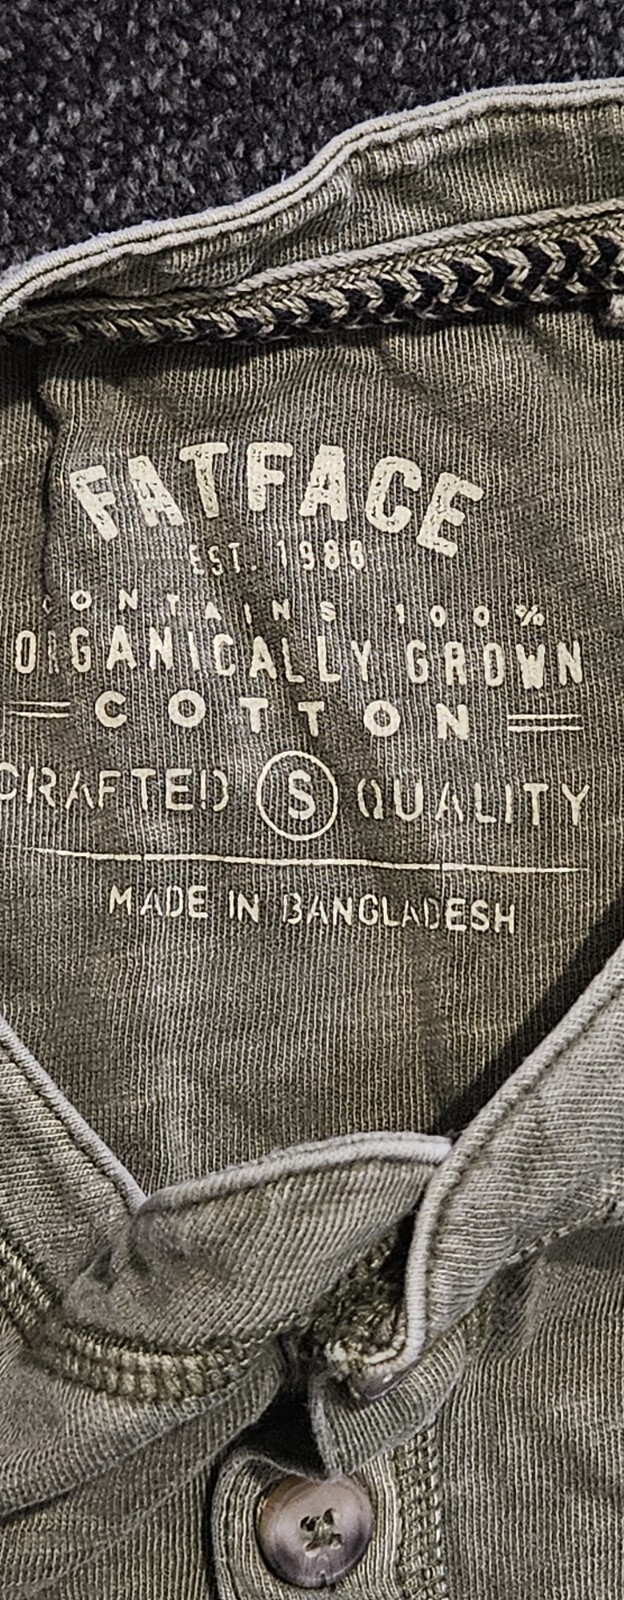 FATFACE
EST. 1988
CONTAINS 100%
ORGANICALLY GROWN
COTTON
CRAFTED S QUALITY
MADE IN BANGLADESH